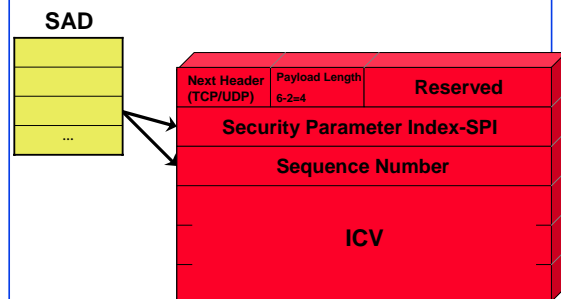 SAD
...
Next Header
(TCP/UDP)
Payload Length
6-2=4
Reserved
Security Parameter Index-SPI
Sequence Number
ICV